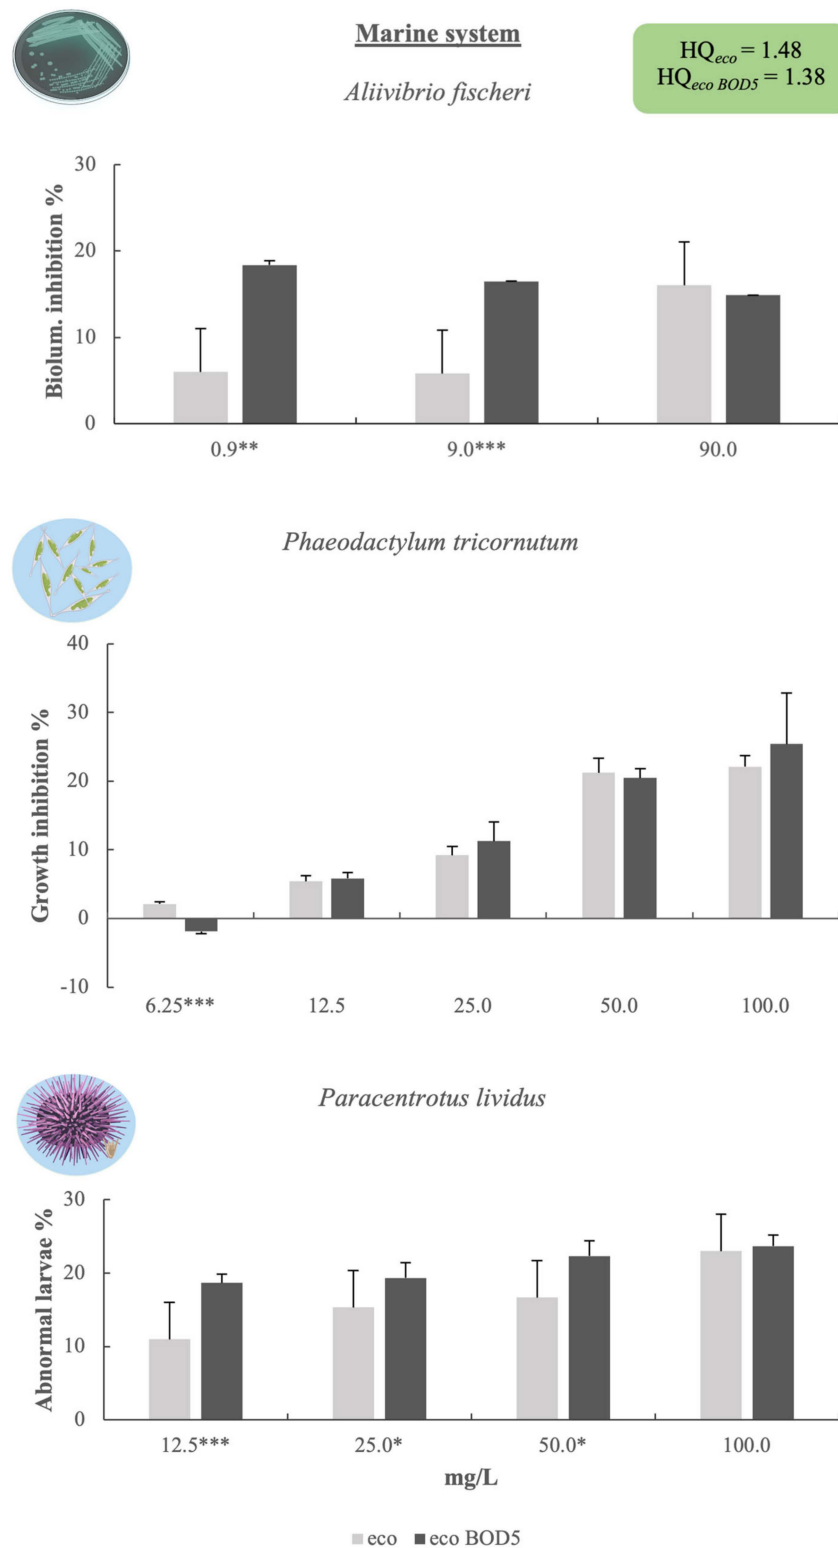 Marine system
HQeco = 1.48
HQeco BOD5 = 1.38
Aliivibrio fischeri
Biolum. inhibition %
30
20
10
0
0.9** 9.0*** 90.0
Phaeodactylum tricornutum
Growth inhibition %
40
30
20
10
0
-10
6.25*** 12.5 25.0 50.0 100.0
Paracentrotus lividus
Abnormal larvae %
30
20
10
0
12.5*** 25.0* 50.0* 100.0
mg/L
eco eco BOD5